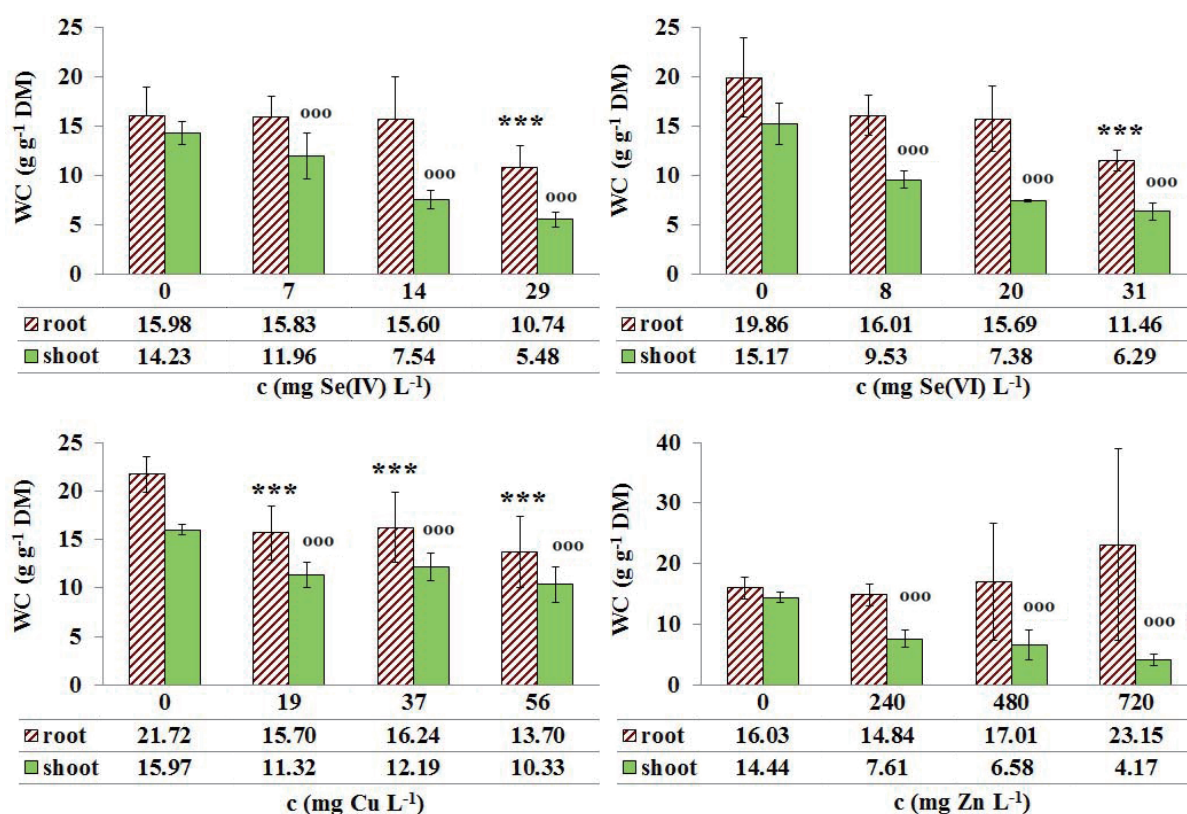 25
20
15
10
5
0
WC (g g-1 DM)
ooo
ooo
***
ooo
0 7 14 29
root 15.98 15.83 15.60 10.74
shoot 14.23 11.96 7.54 5.48
c (mg Se(IV) L-1)
25
20
15
10
5
0
WC (g g-1 DM)
ooo
ooo
***
ooo
0 8 20 31
root 19.86 16.01 15.69 11.46
shoot 15.17 9.53 7.38 6.29
c (mg Se(VI) L-1)
25
20
15
10
5
0
WC (g g-1 DM)
***
ooo
***
ooo
***
ooo
0 19 37 56
root 21.72 15.70 16.24 13.70
shoot 15.97 11.32 12.19 10.33
c (mg Cu L-1)
40
30
20
10
0
WC (g g-1 DM)
ooo
ooo
ooo
0 240 480 720
root 16.03 14.84 17.01 23.15
shoot 14.44 7.61 6.58 4.17
c (mg Zn L-1)